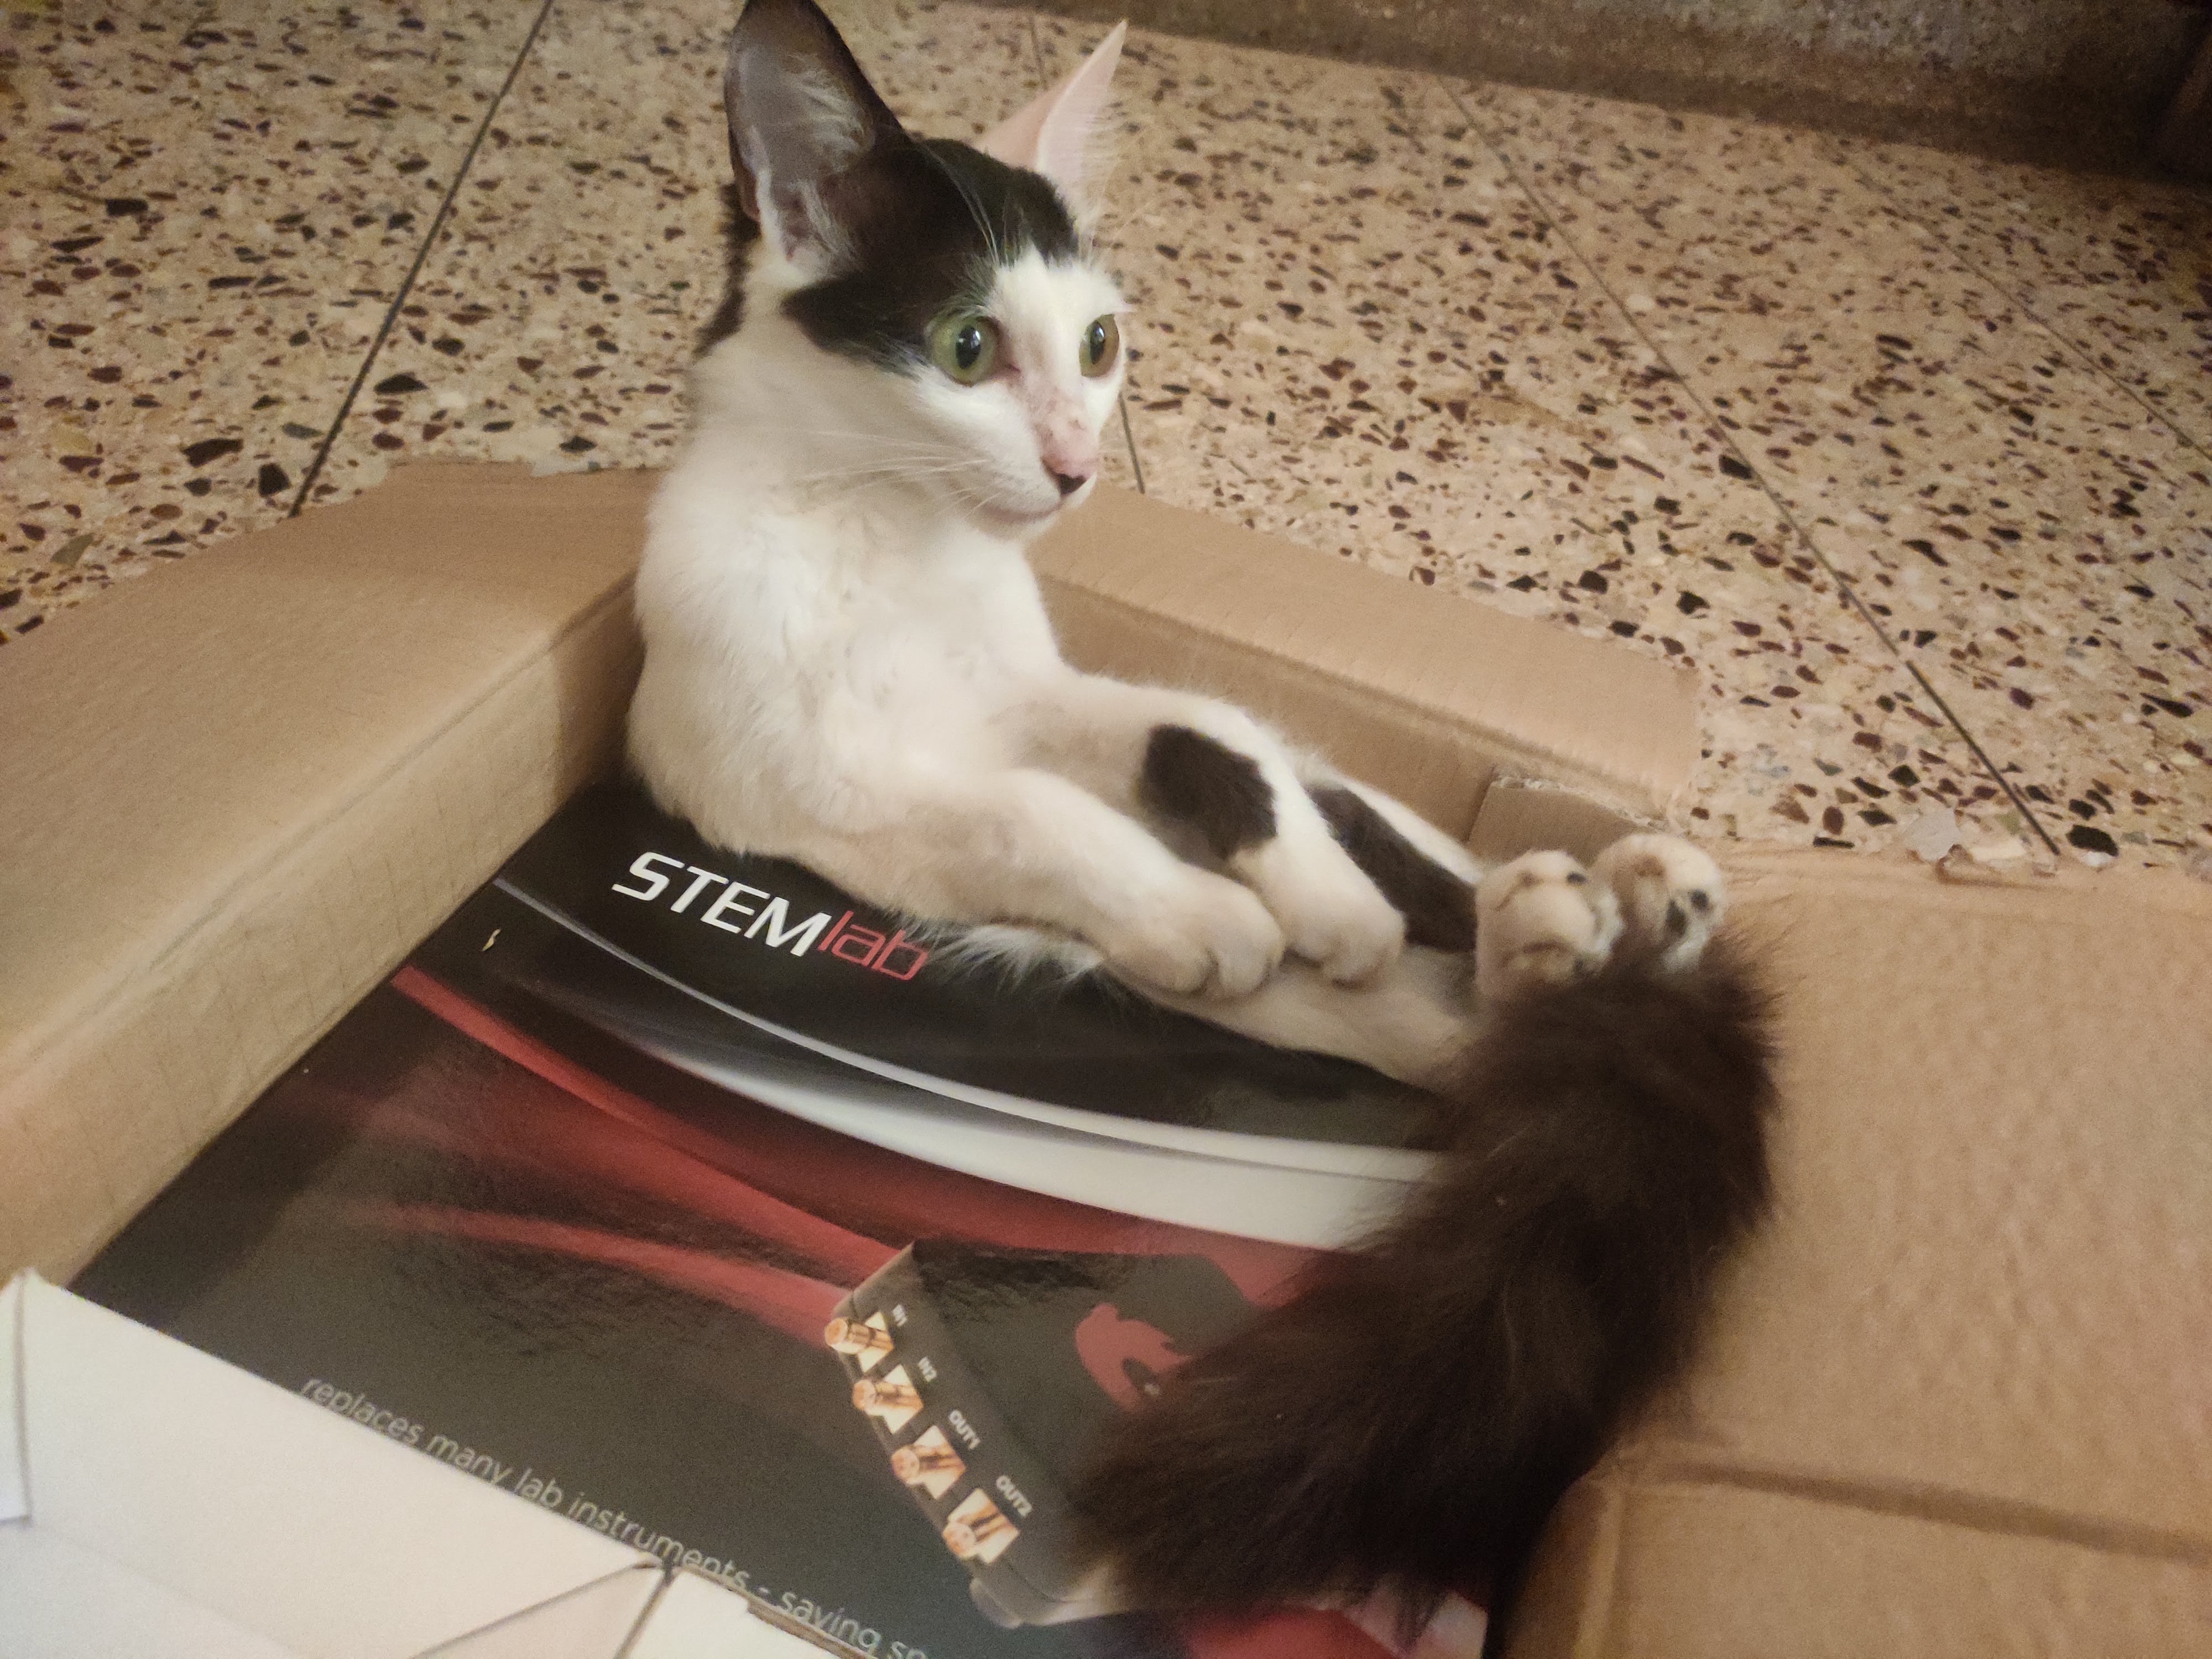 STEMlab
IN1
IN2
OUT1
OUT2
replaces many lab instruments - saving